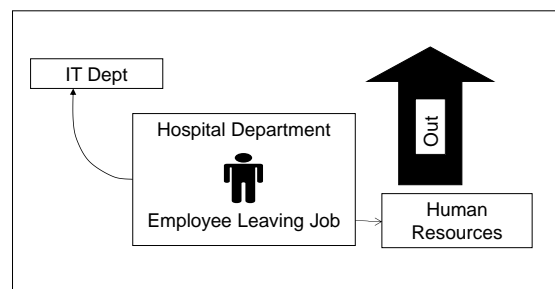 IT Dept
Hospital Department
Employee Leaving Job
Out
Human
Resources